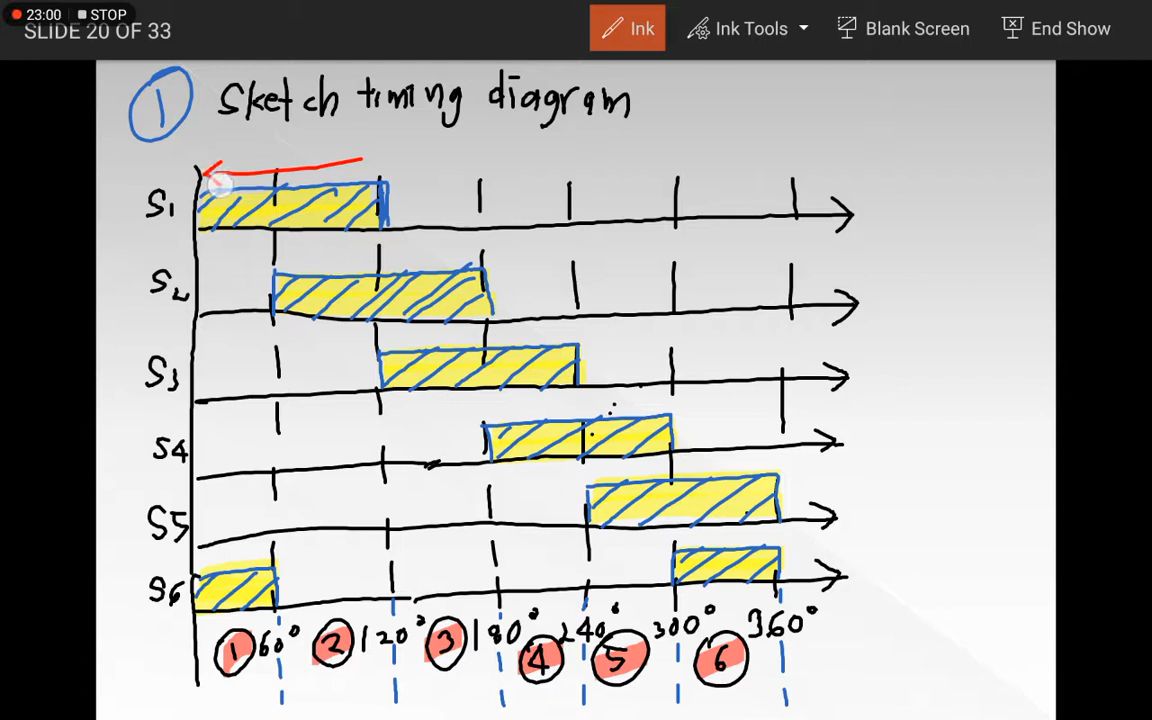 23:00 STOP
SLIDE 20 OF 33 Ink Ink Tools Blank Screen End Show
1 Sketch timing diagram
S1
S2
S3
S4
S5
S6
60° 120° 180° 240° 300° 360°
1 2 3 4 5 6